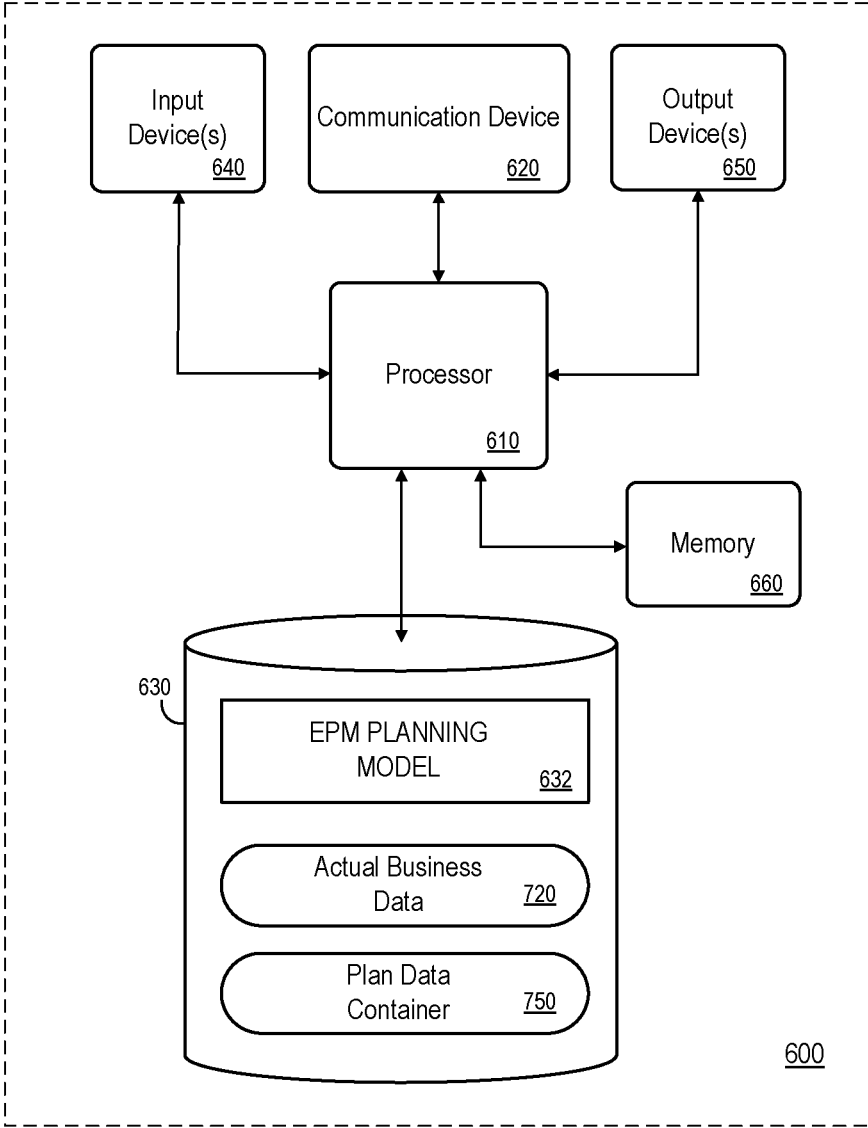 Input
Device(s)
640
Communication Device
620
Output
Device(s)
650
Processor
610
Memory
660
630
EPM PLANNING
MODEL
632
Actual Business
Data
720
Plan Data
Container
750
600